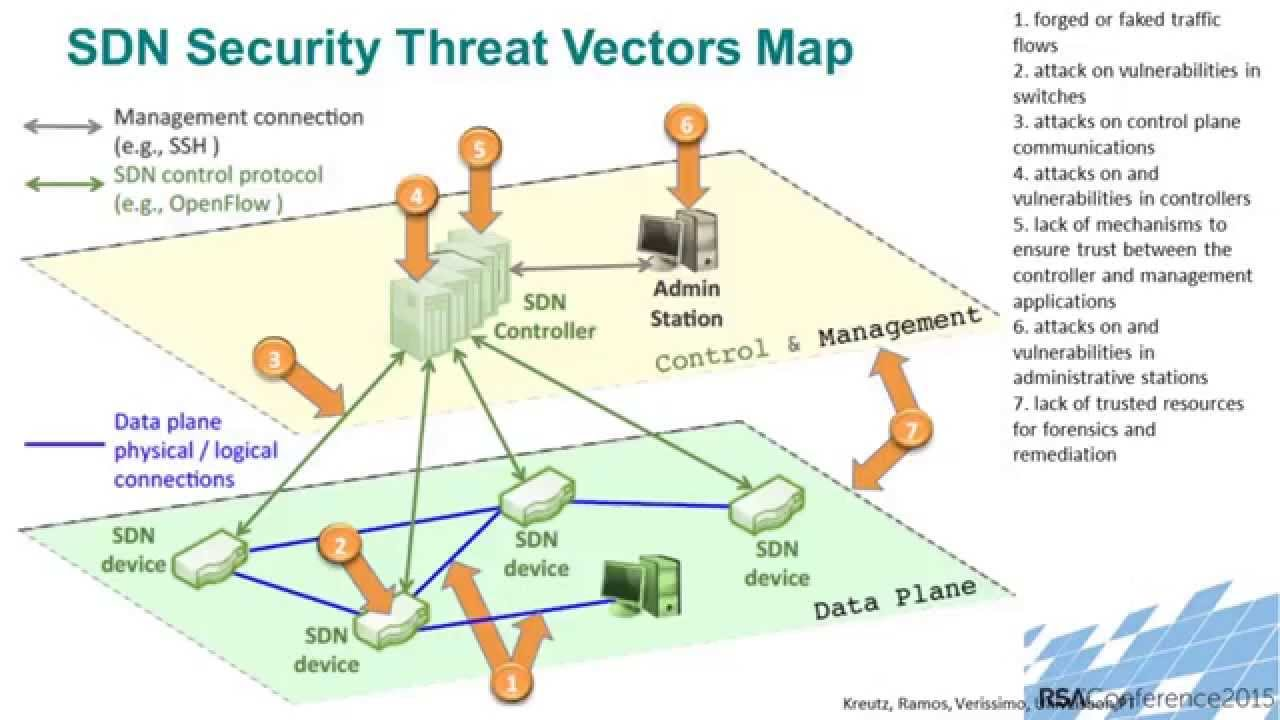 SDN Security Threat Vectors Map
Management connection
(e.g., SSH )
SDN control protocol
(e.g., OpenFlow )
4
5
6
SDN
Controller
Admin
Station
Control & Management
3
7
Data plane
physical / logical
connections
SDN
device
2
SDN
device
SDN
device
SDN
device
1
Data Plane
1. forged or faked traffic
flows
2. attack on vulnerabilities in
switches
3. attacks on control plane
communications
4. attacks on and
vulnerabilities in controllers
5. lack of mechanisms to
ensure trust between the
controller and management
applications
6. attacks on and
vulnerabilities in
administrative stations
7. lack of trusted resources
for forensics and
remediation
Kreutz, Ramos, Verissimo,
RSAConference2015